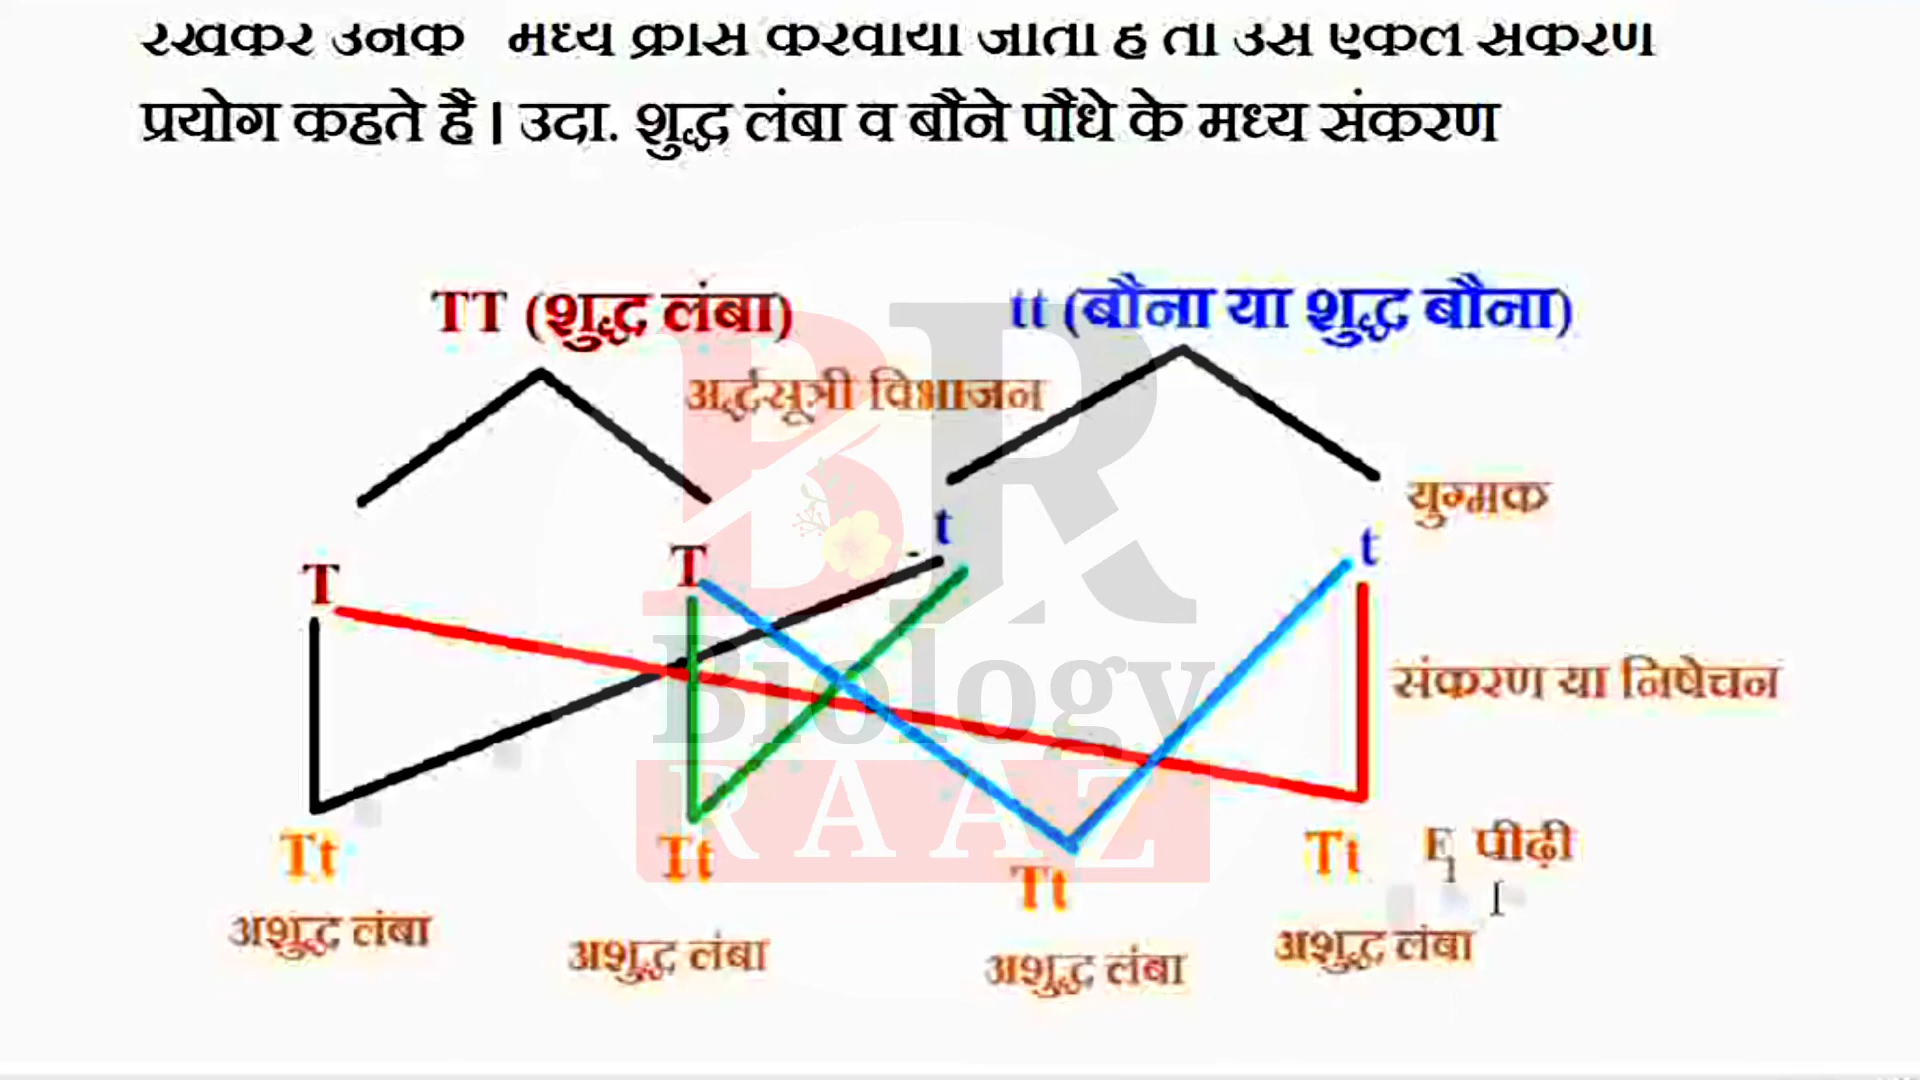 रखकर उनके मध्य क्रास करवाया जाता है तो उसे एकल संकरण
प्रयोग कहते हैं। उदा. शुद्ध लंबा व बौने पौधे के मध्य संकरण
TT (शुद्ध लंबा)
tt (बौना या शुद्ध बौना)
अर्द्धसूत्री विभाजन
युग्मक
T
T
t
t
संकरण या निषेचन
Tt
Tt
Tt
Tt
F1 पीढ़ी
अशुद्ध लंबा
अशुद्ध लंबा
अशुद्ध लंबा
अशुद्ध लंबा
BR
Biology
RAAZ